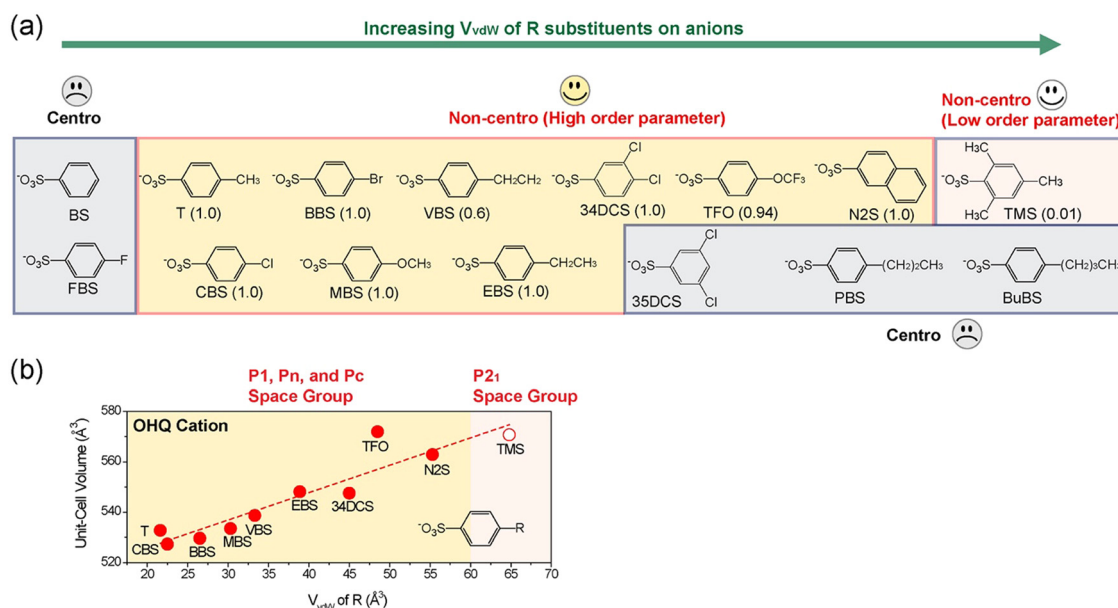 (a)
Increasing VvdW of R substituents on anions
Centro
Non-centro (High order parameter)
Non-centro
(Low order parameter)
⁻O₃S
BS
⁻O₃S CH₃
T (1.0)
⁻O₃S Br
BBS (1.0)
⁻O₃S CH₂CH₂
VBS (0.6)
⁻O₃S Cl Cl
34DCS (1.0)
⁻O₃S OCF₃
TFO (0.94)
⁻O₃S
N2S (1.0)
H₃C ⁻O₃S CH₃ H₃C
TMS (0.01)
⁻O₃S F
FBS
⁻O₃S Cl
CBS (1.0)
⁻O₃S OCH₃
MBS (1.0)
⁻O₃S CH₂CH₃
EBS (1.0)
⁻O₃S Cl Cl
35DCS
⁻O₃S (CH₂)₂CH₃
PBS
⁻O₃S (CH₂)₃CH₃
BuBS
Centro
(b)
P1, Pn, and Pc
Space Group
P2₁
Space Group
OHQ Cation
Unit-Cell Volume (Å³)
580
560
540
520
T
CBS
BBS
MBS
VBS
EBS
34DCS
TFO
N2S
TMS
⁻O₃S R
20 25 30 35 40 45 50 55 60 65 70
VvdW of R (Å³)